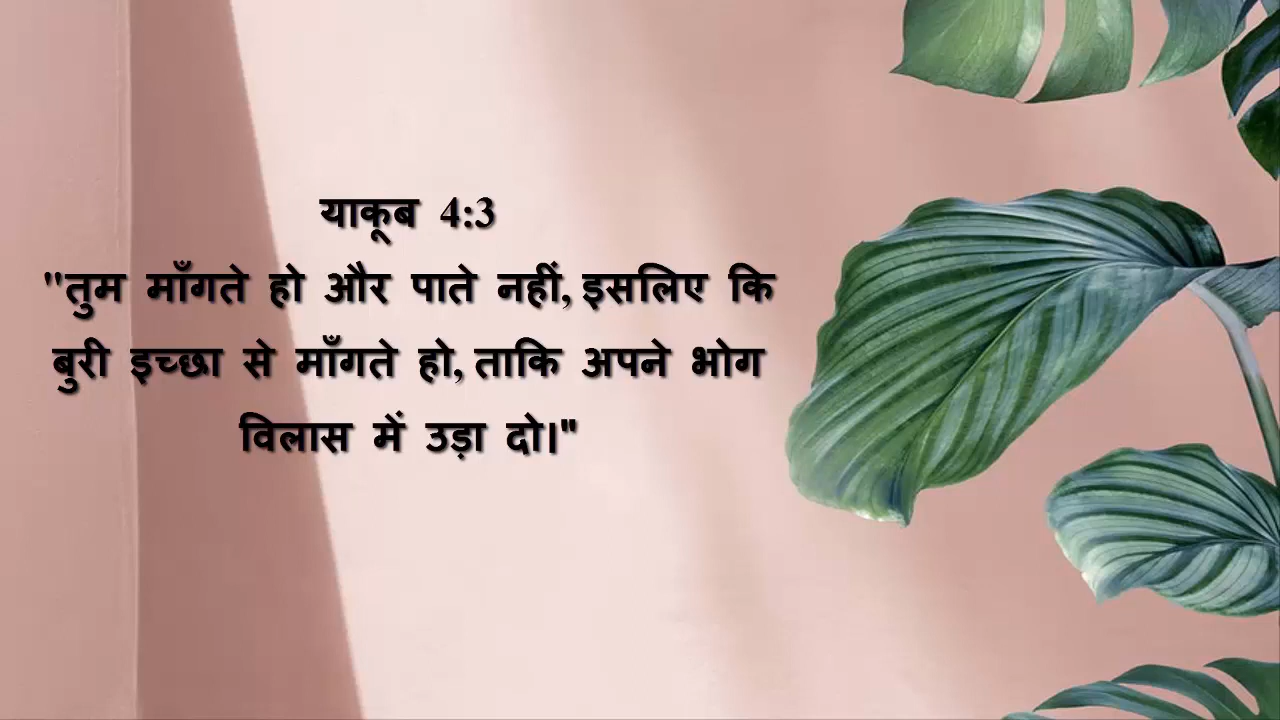 याकूब 4:3
"तुम माँगते हो और पाते नहीं, इसलिए कि
बुरी इच्छा से माँगते हो, ताकि अपने भोग
विलास में उड़ा दो।"